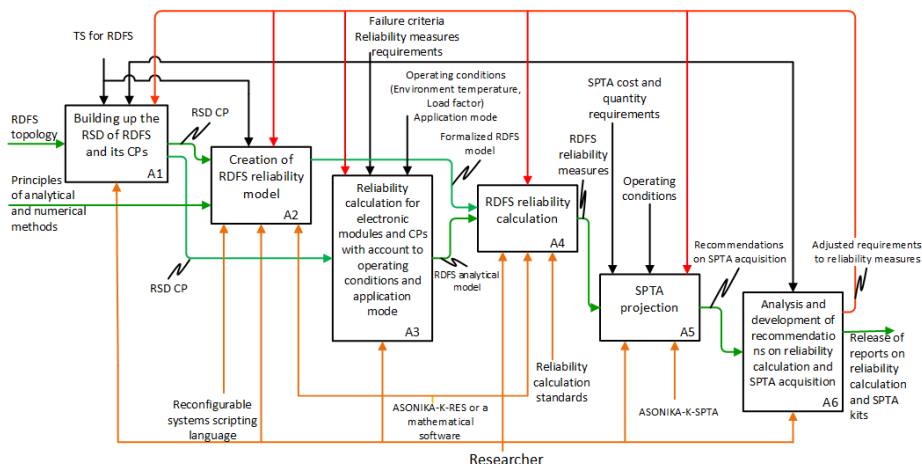 TS for RDFS
Failure criteria
Reliability measures
requirements
Operating conditions
(Environment temperature,
Load factor)
Application mode
SPTA cost and
quantity
requirements
RDFS
topology
Building up the
RSD of RDFS
and its CPs
A1
RSD CP
Principles
of analytical
and numerical
methods
Creation of
RDFS reliability
model
A2
Formalized RDFS
model
RDFS
reliability
measures
Reliability
calculation for
electronic
modules and CPs
with account to
operating
conditions and
application
mode
A3
RSD CP
RDFS analytical
model
RDFS reliability
calculation
A4
Operating
conditions
SPTA
projection
A5
Recommendations
on SPTA acquisition
Adjusted requirements
to reliability measures
Analysis and
development of
recommendatio
ns on reliability
calculation and
SPTA acquisition
A6
Release of
reports on
reliability
calculation
and SPTA
kits
Reconfigurable
systems scripting
language
ASONIKA-K-RES or a
mathematical
software
Reliability
calculation
standards
ASONIKA-K-SPTA
Researcher